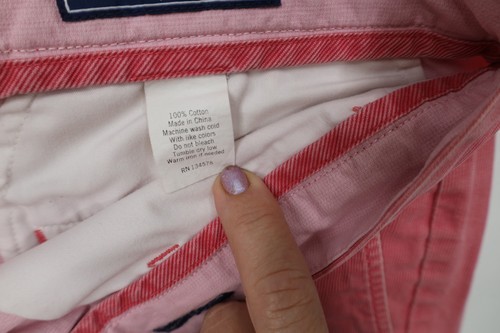 100% Cotton
Made in China
Machine wash cold
With like colors
Do not bleach
Tumble dry low
Warm iron if needed
RN